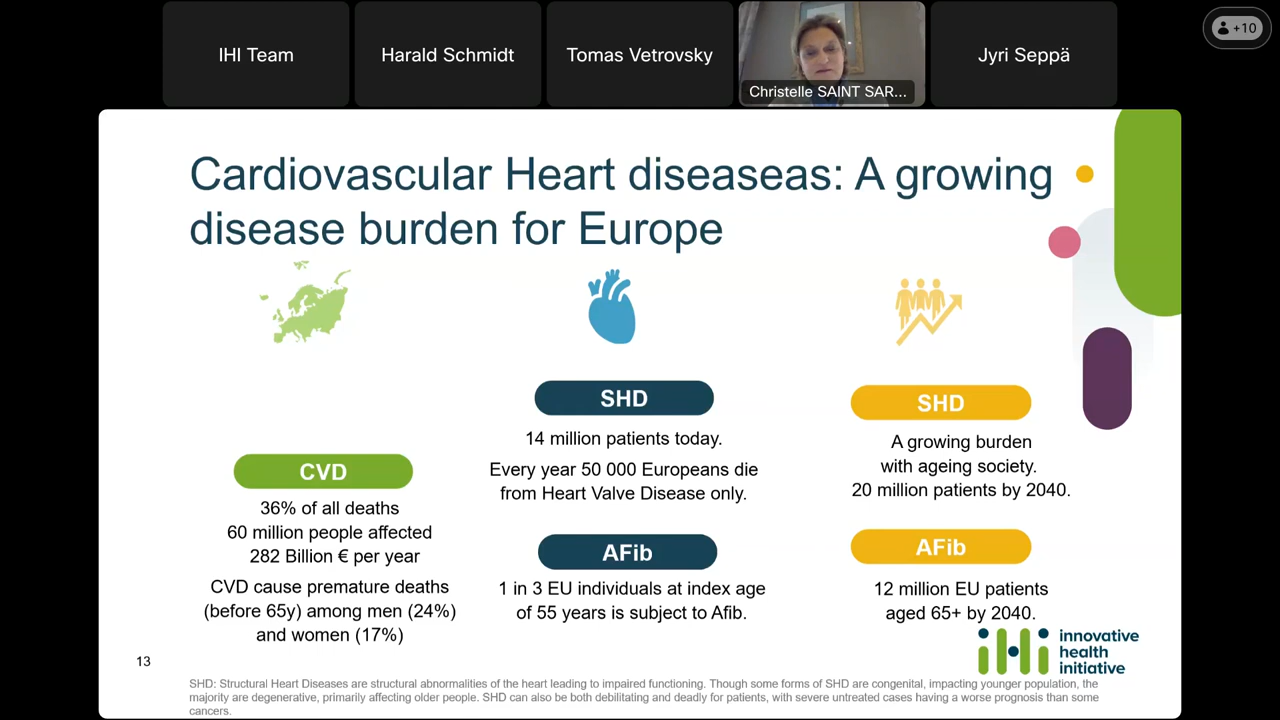 IHI Team
Harald Schmidt
Tomas Vetrovsky
Christelle SAINT SAR...
Jyri Seppä
+10
Cardiovascular Heart diseaseas: A growing
disease burden for Europe
CVD
36% of all deaths
60 million people affected
282 Billion € per year
CVD cause premature deaths
(before 65y) among men (24%)
and women (17%)
SHD
14 million patients today.
Every year 50 000 Europeans die
from Heart Valve Disease only.
AFib
1 in 3 EU individuals at index age
of 55 years is subject to Afib.
SHD
A growing burden
with ageing society.
20 million patients by 2040.
AFib
12 million EU patients
aged 65+ by 2040.
13
ihi innovative
health
initiative
SHD: Structural Heart Diseases are structural abnormalities of the heart leading to impaired functioning. Though some forms of SHD are congenital, impacting younger population, the
majority are degenerative, primarily affecting older people. SHD can also be both debilitating and deadly for patients, with severe untreated cases having a worse prognosis than some
cancers.